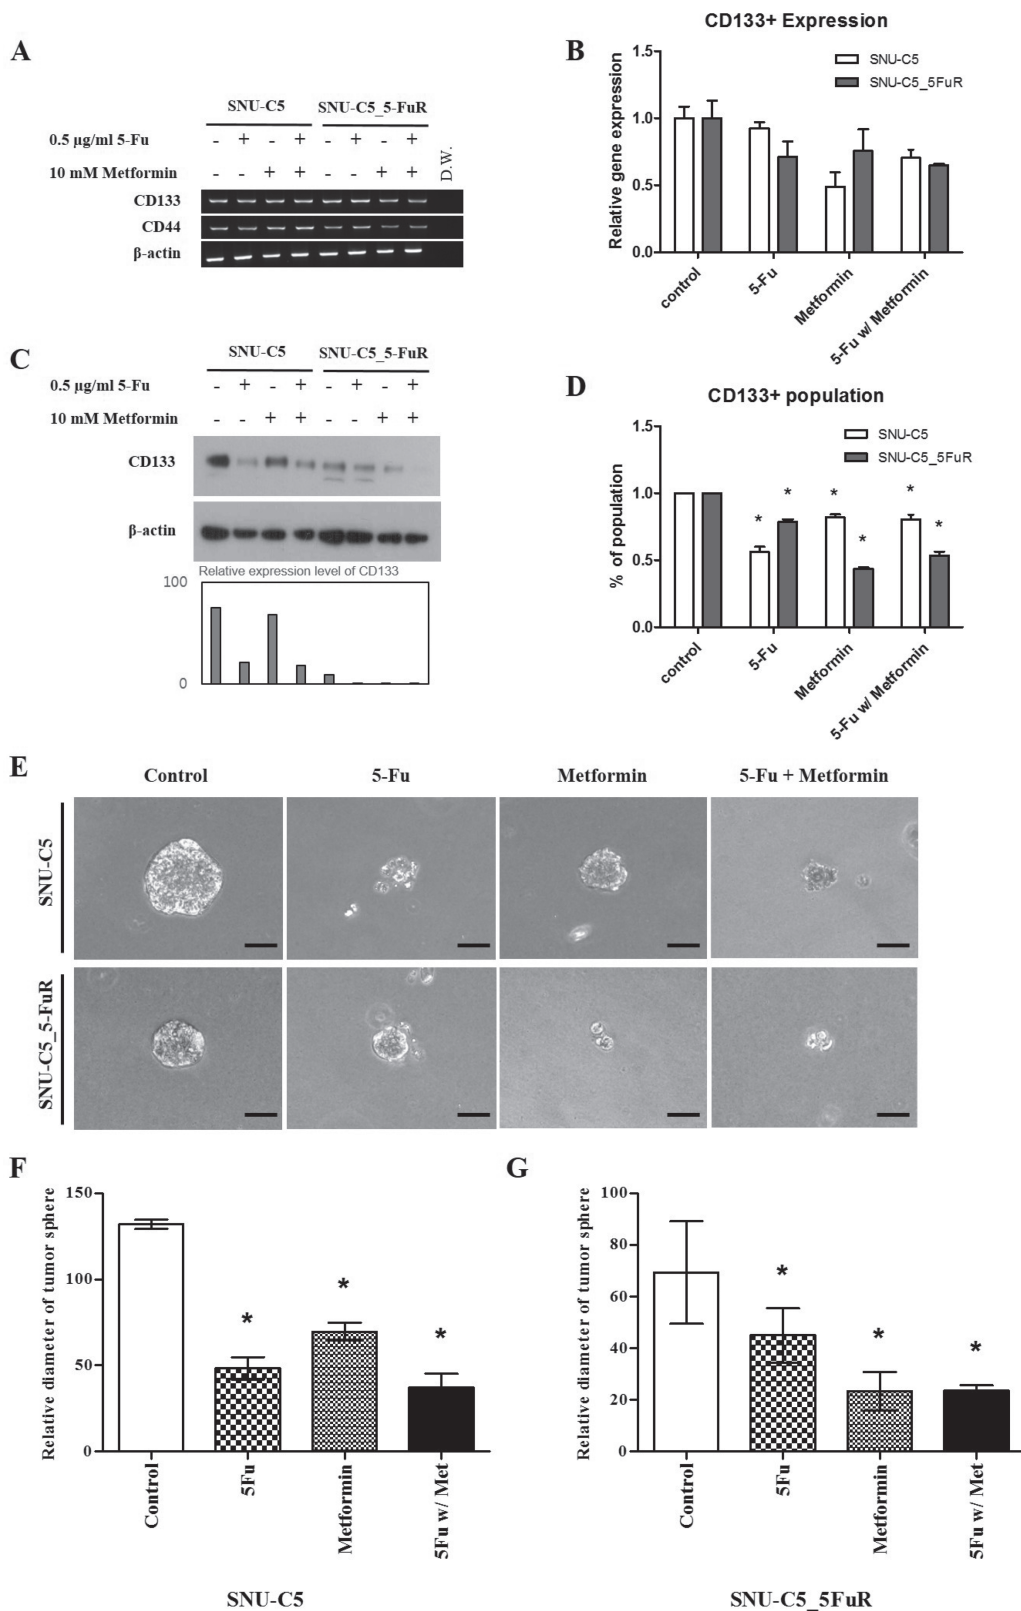 A
SNU-C5 SNU-C5_5-FuR
0.5 µg/ml 5-Fu - + - + - + - +
10 mM Metformin - - + + - - + +
D.W.
CD133
CD44
β-actin
B
CD133+ Expression
SNU-C5
SNU-C5_5FuR
Relative gene expression
1.5
1.0
0.5
0.0
control
5-Fu
Metformin
5-Fu w/ Metformin
C
SNU-C5 SNU-C5_5-FuR
0.5 µg/ml 5-Fu - + - + - + - +
10 mM Metformin - - + + - - + +
CD133
β-actin
Relative expression level of CD133
100
0
D
CD133+ population
SNU-C5
SNU-C5_5FuR
% of population
1.5
1.0
0.5
0.0
* * * * * *
control
5-Fu
Metformin
5-Fu w/ Metformin
E
Control 5-Fu Metformin 5-Fu + Metformin
SNU-C5
SNU-C5_5-FuR
F
Relative diameter of tumor sphere
150
100
50
0
* * *
Control
5Fu
Metformin
5Fu w/ Met
SNU-C5
G
Relative diameter of tumor sphere
100
80
60
40
20
0
* * *
Control
5Fu
Metformin
5Fu w/ Met
SNU-C5_5FuR